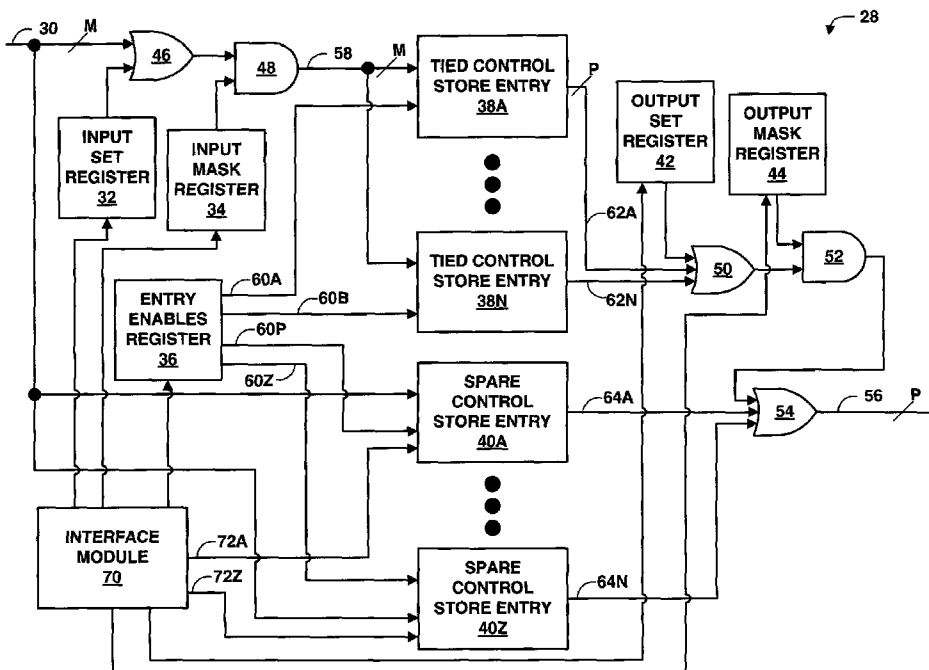 30
M
46
48
58
M
TIED CONTROL
STORE ENTRY
38A
P
28
OUTPUT
SET
REGISTER
42
OUTPUT
MASK
REGISTER
44
INPUT
SET
REGISTER
32
INPUT
MASK
REGISTER
34
62A
TIED CONTROL
STORE ENTRY
38N
50
52
62N
60A
60B
60P
60Z
ENTRY
ENABLES
REGISTER
36
SPARE
CONTROL
STORE ENTRY
40A
64A
54
56
P
INTERFACE
MODULE
70
72A
72Z
SPARE
CONTROL
STORE ENTRY
40Z
64N